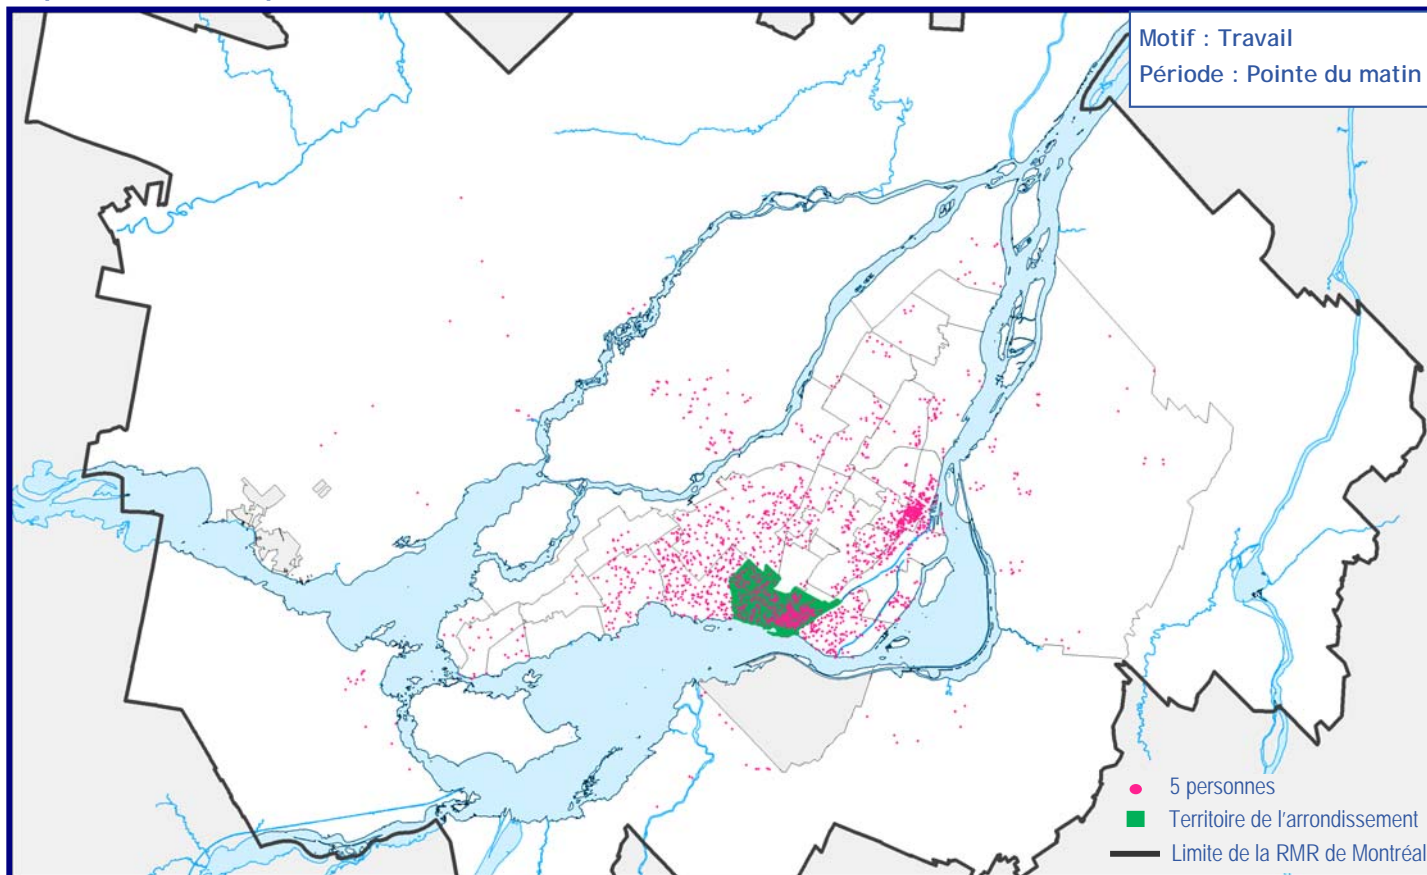 Motif : Travail
Période : Pointe du matin
5 personnes
Territoire de l'arrondissement
Limite de la RMR de Montréal